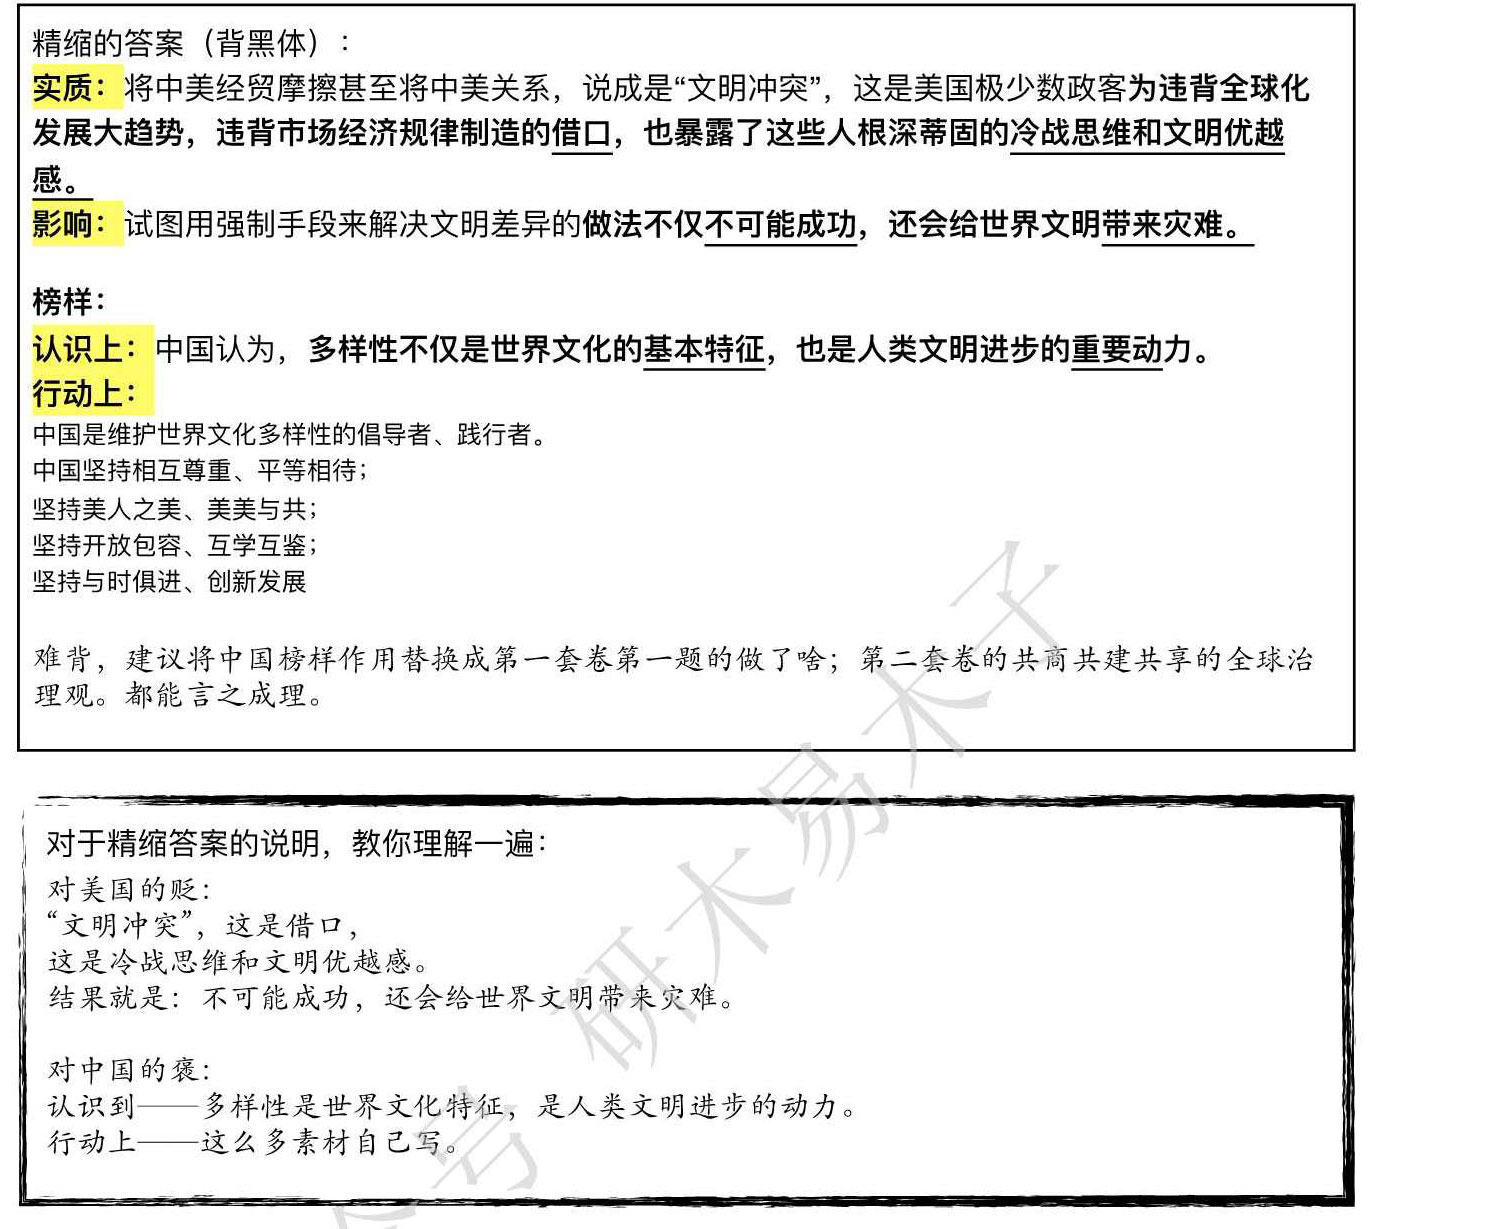 精缩的答案（背黑体）：
实质：将中美经贸摩擦甚至将中美关系，说成是“文明冲突”，这是美国极少数政客为违背全球化
发展大趋势，违背市场经济规律制造的借口，也暴露了这些人根深蒂固的冷战思维和文明优越
感。
影响：试图用强制手段来解决文明差异的做法不仅不可能成功，还会给世界文明带来灾难。
榜样：
认识上：中国认为，多样性不仅是世界文化的基本特征，也是人类文明进步的重要动力。
行动上：
中国是维护世界文化多样性的倡导者、践行者。
中国坚持相互尊重、平等相待；
坚持美人之美、美美与共；
坚持开放包容、互学互鉴；
坚持与时俱进、创新发展
难背，建议将中国榜样作用替换成第一套卷第一题的做了啥；第二套卷的共商共建共享的全球治
理观。都能言之成理。
对于精缩答案的说明，教你理解一遍：
对美国的贬：
“文明冲突”，这是借口，
这是冷战思维和文明优越感。
结果就是：不可能成功，还会给世界文明带来灾难。
对中国的褒：
认识到——多样性是世界文化特征，是人类文明进步的动力。
行动上——这么多素材自己写。
众号 研木易木子